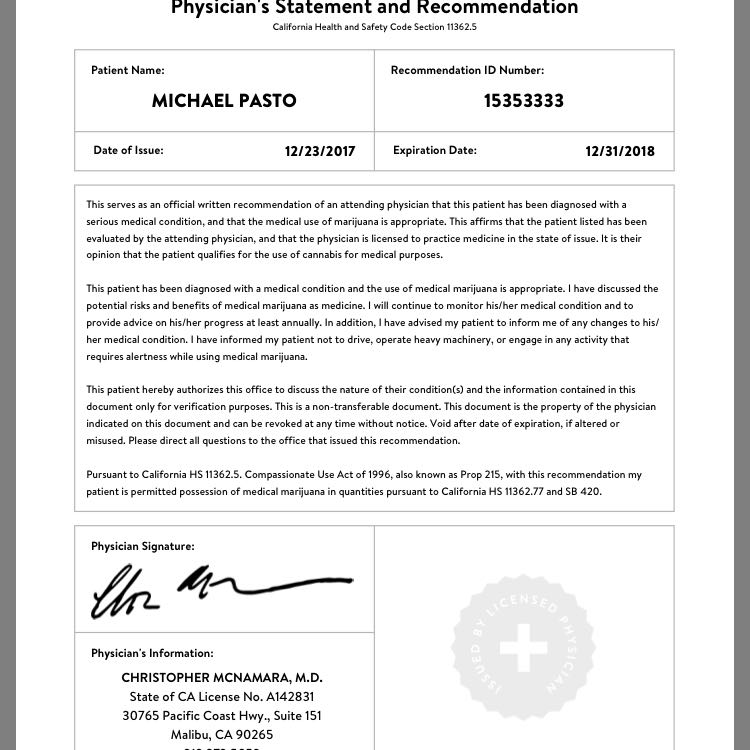 Physician's Statement and Recommendation
California Health and Safety Code Section 11362.5
Patient Name:
MICHAEL PASTO
Recommendation ID Number:
15353333
Date of Issue:
12/23/2017
Expiration Date:
12/31/2018
This serves as an official written recommendation of an attending physician that this patient has been diagnosed with a
serious medical condition, and that the medical use of marijuana is appropriate. This affirms that the patient listed has been
evaluated by the attending physician, and that the physician is licensed to practice medicine in the state of issue. It is their
opinion that the patient qualifies for the use of cannabis for medical purposes.
This patient has been diagnosed with a medical condition and the use of medical marijuana is appropriate. I have discussed the
potential risks and benefits of medical marijuana as medicine. I will continue to monitor his/her medical condition and to
provide advice on his/her progress at least annually. In addition, I have advised my patient to inform me of any changes to his/
her medical condition. I have informed my patient not to drive, operate heavy machinery, or engage in any activity that
requires alertness while using medical marijuana.
This patient hereby authorizes this office to discuss the nature of their condition(s) and the information contained in this
document only for verification purposes. This is a non-transferable document. This document is the property of the physician
indicated on this document and can be revoked at any time without notice. Void after date of expiration, if altered or
misused. Please direct all questions to the office that issued this recommendation.
Pursuant to California HS 11362.5. Compassionate Use Act of 1996, also known as Prop 215, with this recommendation my
patient is permitted possession of medical marijuana in quantities pursuant to California HS 11362.77 and SB 420.
Physician Signature:
ISSUED BY LICENSED PHYSICIAN
Physician's Information:
CHRISTOPHER MCNAMARA, M.D.
State of CA License No. A142831
30765 Pacific Coast Hwy., Suite 151
Malibu, CA 90265